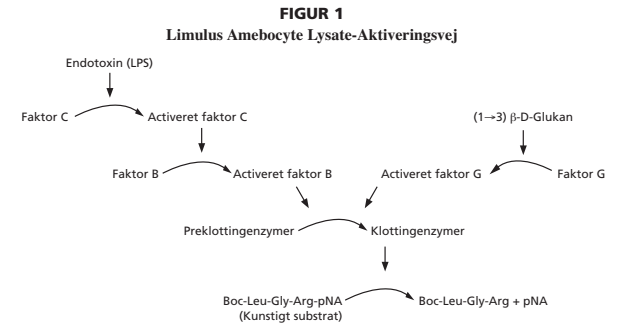 FIGUR 1
Limulus Amebocyte Lysate-Aktiveringsvej
Endotoxin (LPS)
Faktor C
Activeret faktor C
(1→3) β-D-Glukan
Faktor B
Activeret faktor B
Activeret faktor G
Faktor G
Preklottingenzymer
Klottingenzymer
Boc-Leu-Gly-Arg-pNA
(Kunstigt substrat)
Boc-Leu-Gly-Arg + pNA